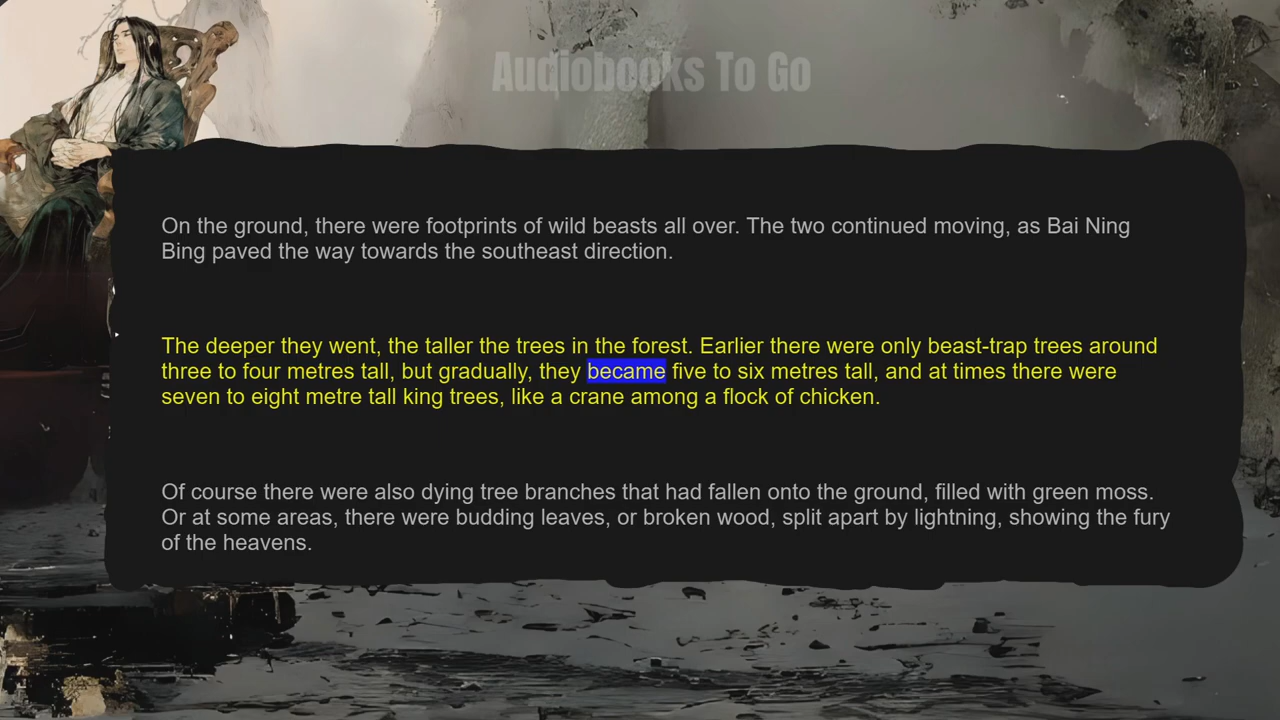 Audiobooks To Go
On the ground, there were footprints of wild beasts all over. The two continued moving, as Bai Ning
Bing paved the way towards the southeast direction.
The deeper they went, the taller the trees in the forest. Earlier there were only beast-trap trees around
three to four metres tall, but gradually, they became five to six metres tall, and at times there were
seven to eight metre tall king trees, like a crane among a flock of chicken.
Of course there were also dying tree branches that had fallen onto the ground, filled with green moss.
Or at some areas, there were budding leaves, or broken wood, split apart by lightning, showing the fury
of the heavens.